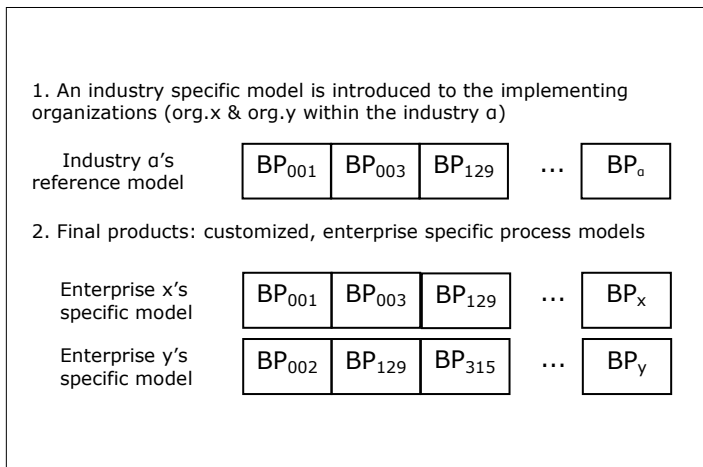 1. An industry specific model is introduced to the implementing
organizations (org.x & org.y within the industry α)
Industry α's
reference model
BP001 BP003 BP129 ... BPα
2. Final products: customized, enterprise specific process models
Enterprise x's
specific model
BP001 BP003 BP129 ... BPx
Enterprise y's
specific model
BP002 BP129 BP315 ... BPy